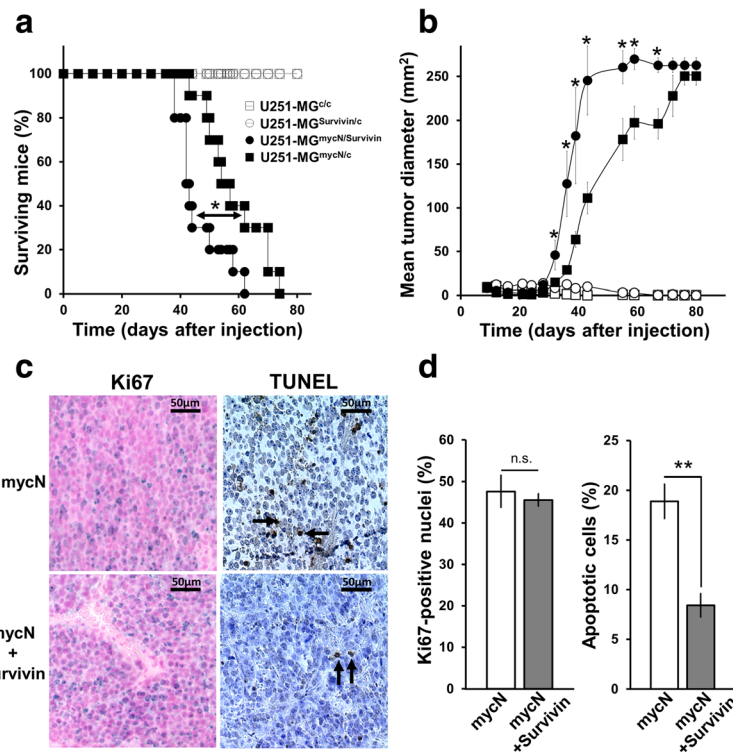 a
Surviving mice (%)
100
80
60
40
20
0
0 20 40 60 80
Time (days after injection)
U251-MGc/c
U251-MGSurvivin/c
U251-MGmycN/Survivin
U251-MGmycN/c
*
b
Mean tumor diameter (mm2)
250
200
150
100
50
0
0 20 40 60 80
Time (days after injection)
* * * * * * * *
c
Ki67 TUNEL
50μm 50μm
mycN
50μm 50μm
mycN
+
Survivin
d
Ki67-positive nuclei (%)
60
50
40
30
20
10
0
n.s.
mycN
mycN
+Survivin
Apoptotic cells (%)
25
20
15
10
5
0
**
mycN
mycN
+Survivin